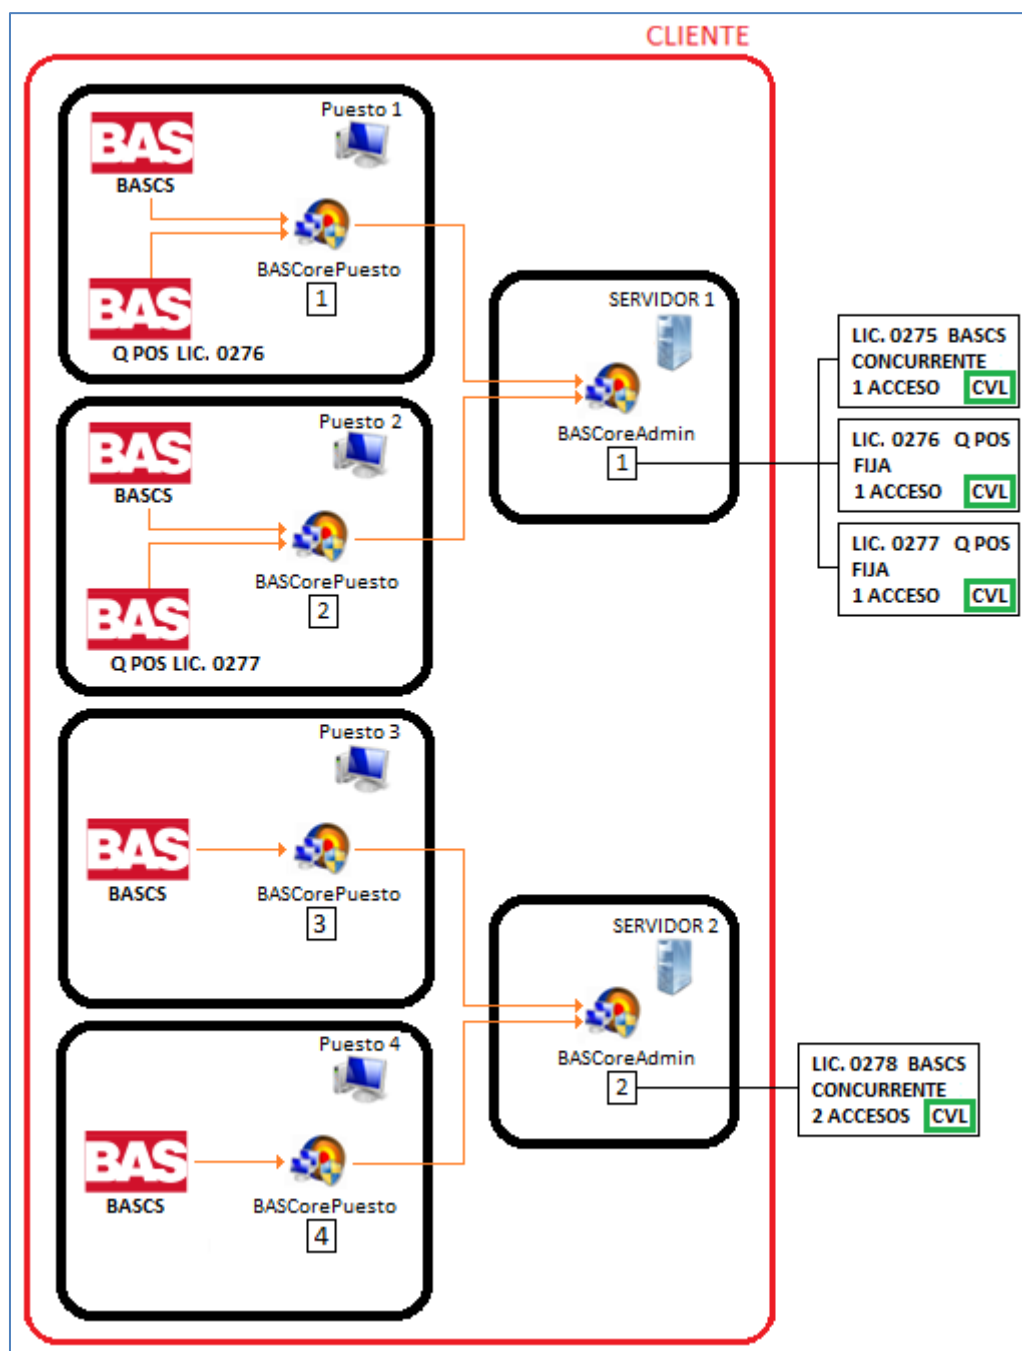 CLIENTE
Puesto 1
BAS
BASCS
BASCorePuesto
1
BAS
Q POS LIC. 0276
Puesto 2
BAS
BASCS
BASCorePuesto
2
BAS
Q POS LIC. 0277
SERVIDOR 1
BASCoreAdmin
1
LIC. 0275 BASCS
CONCURRENTE
1 ACCESO CVL
LIC. 0276 Q POS
FIJA
1 ACCESO CVL
LIC. 0277 Q POS
FIJA
1 ACCESO CVL
Puesto 3
BAS
BASCS
BASCorePuesto
3
Puesto 4
BAS
BASCS
BASCorePuesto
4
SERVIDOR 2
BASCoreAdmin
2
LIC. 0278 BASCS
CONCURRENTE
2 ACCESOS CVL